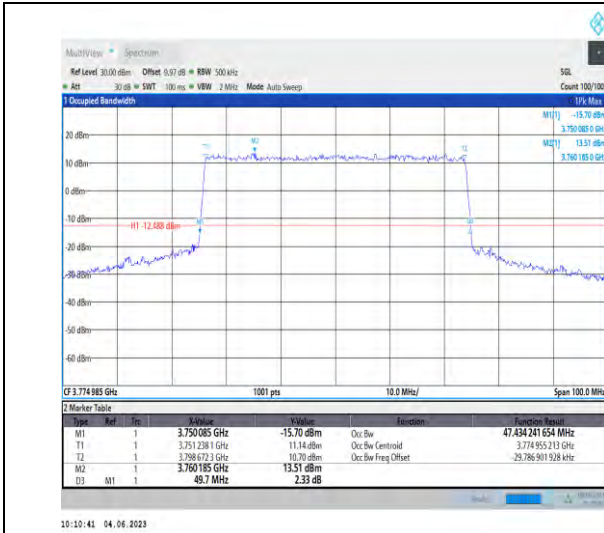 MultiView Spectrum
Ref Level 30.00 dBm Offset 9.97 dB RBW 500 kHz SGL
Att 30 dB SWT 100 ms VBW 2 MHz Mode Auto Sweep Count 100/100
1 Occupied Bandwidth 1Pk Max
M1[1] -15.70 dBm
3.750 085 0 GHz
M2[1] 13.51 dBm
3.760 185 0 GHz
20 dBm
T1 M2 T2
10 dBm
0 dBm
-10 dBm
H1 -12.488 dBm
M1
-20 dBm
-30 dBm
-40 dBm
-50 dBm
-60 dBm
CF 3.774 985 GHz 1001 pts 10.0 MHz/ Span 100.0 MHz
2 Marker Table
Type Ref Trc X-Value Y-Value Function Function Result
M1 1 3.750085 GHz -15.70 dBm Occ Bw 47.434 241 654 MHz
T1 1 3.751 238 1 GHz 11.14 dBm Occ Bw Centroid 3.774 955 213 GHz
T2 1 3.798 672 3 GHz 10.70 dBm Occ Bw Freq Offset -29.786 901 928 kHz
M2 1 3.760185 GHz 13.51 dBm
D3 M1 1 49.7 MHz 2.33 dB
10:10:41 04.06.2023